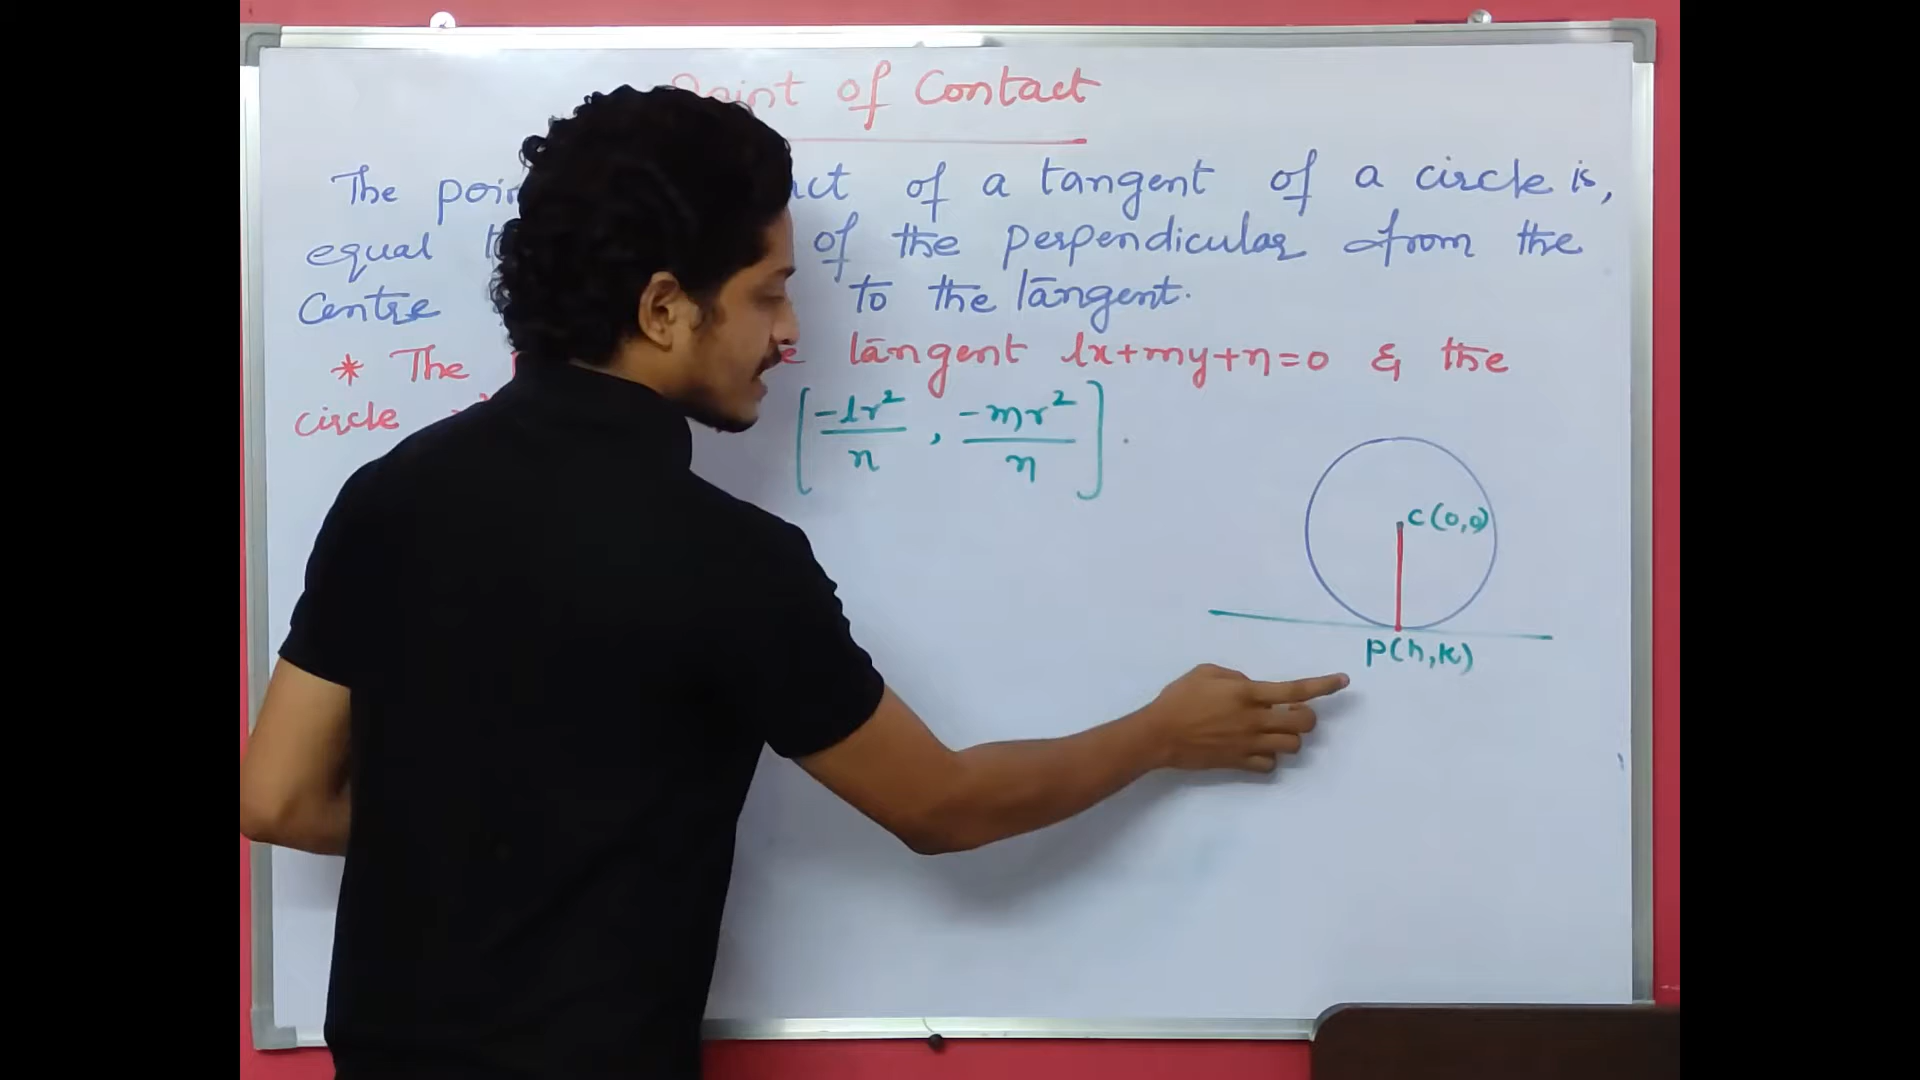 Point of Contact
The act of a tangent of a circle is,
equal of the perpendicular from the
Centre to the tangent.
* The tangent lx+my+n=0 & the
circle [-lr²/n , -mr²/n].
C(0,0)
P(h,k)